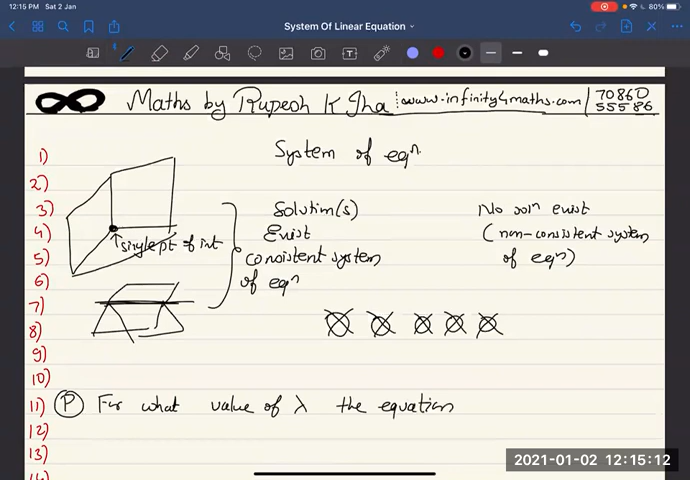 12:15 PM Sat 2 Jan
80%
System Of Linear Equation
Maths by Rupesh K Jha www.infinity4maths.com 70860 55586
System of eqn.
1)
2)
3)
4)
5)
6)
7)
8)
9)
10)
11)
12)
13)
single pt of int
Solution(s)
Exist
consistent system
of eqn
No soln exist
(non-consistent system
of eqn)
P For what value of λ the equation
2021-01-02 12:15:12